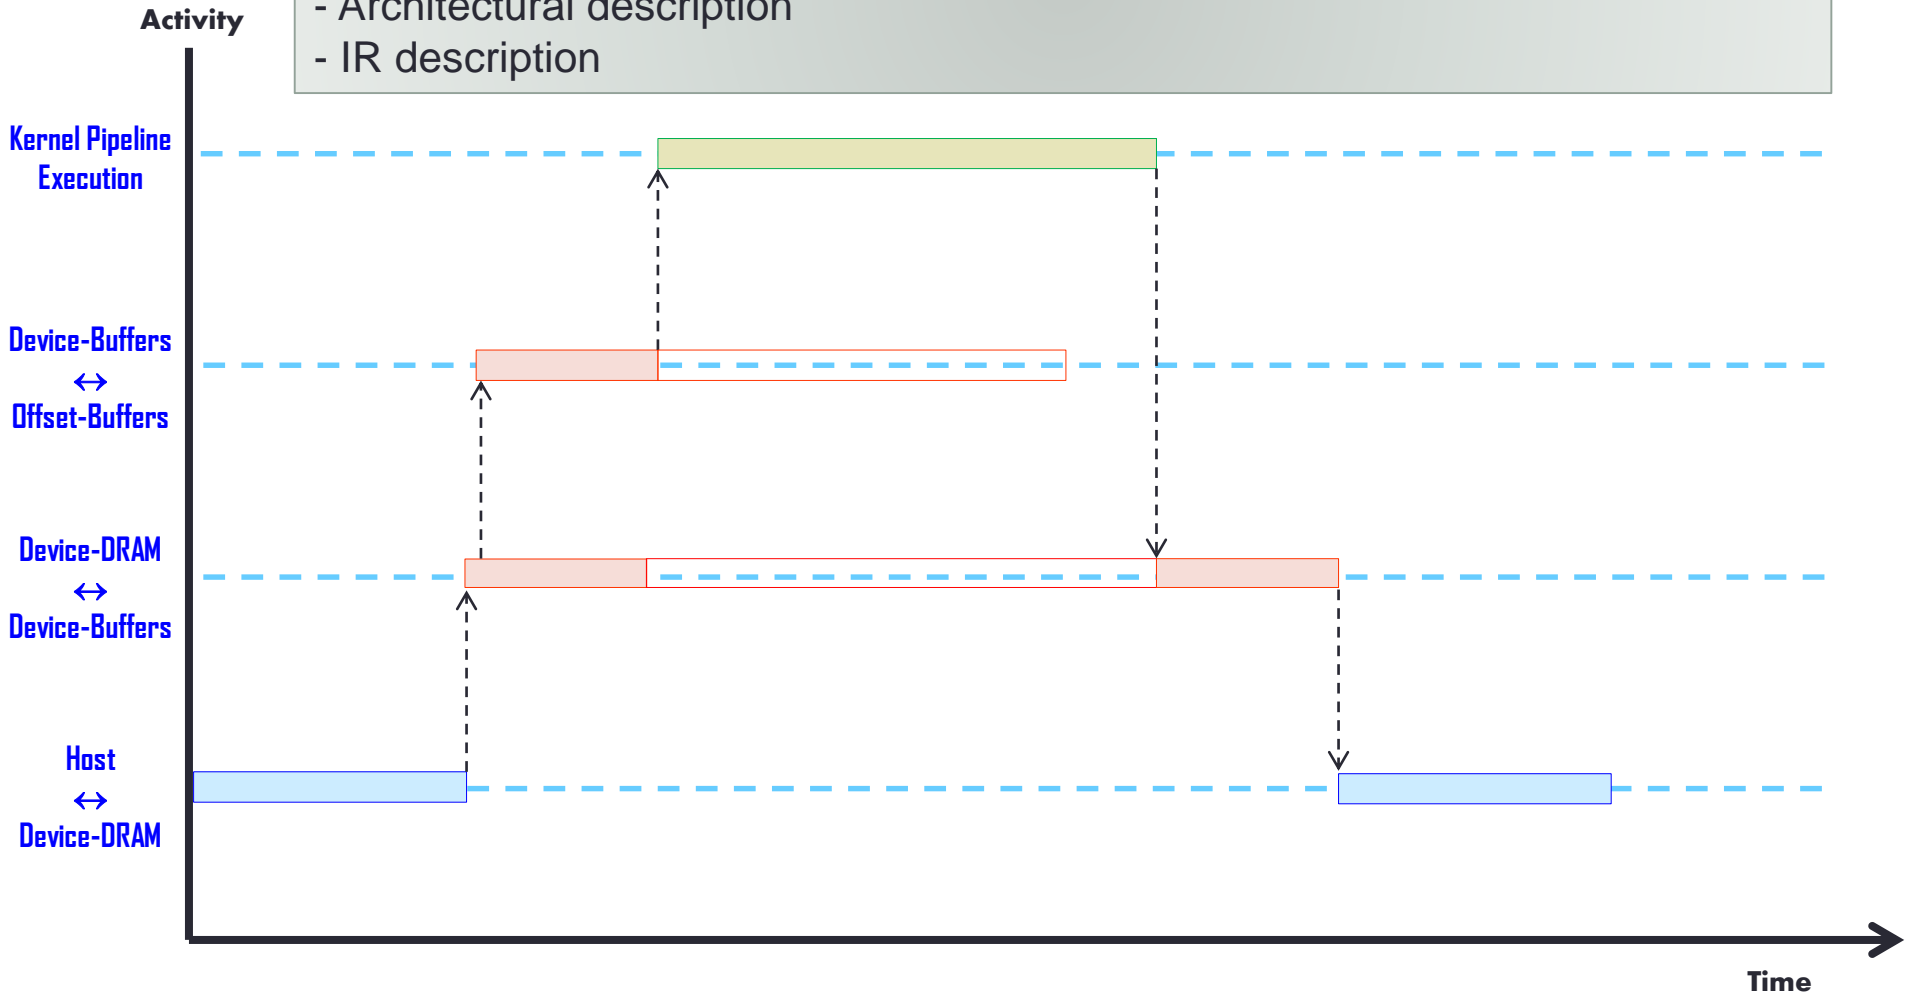 - Architectural description
Activity
- IR description
Kernel Pipeline
Execution
Device-Buffers
↔
Offset-Buffers
Device-DRAM
↔
Device-Buffers
Host
↔
Device-DRAM
Time